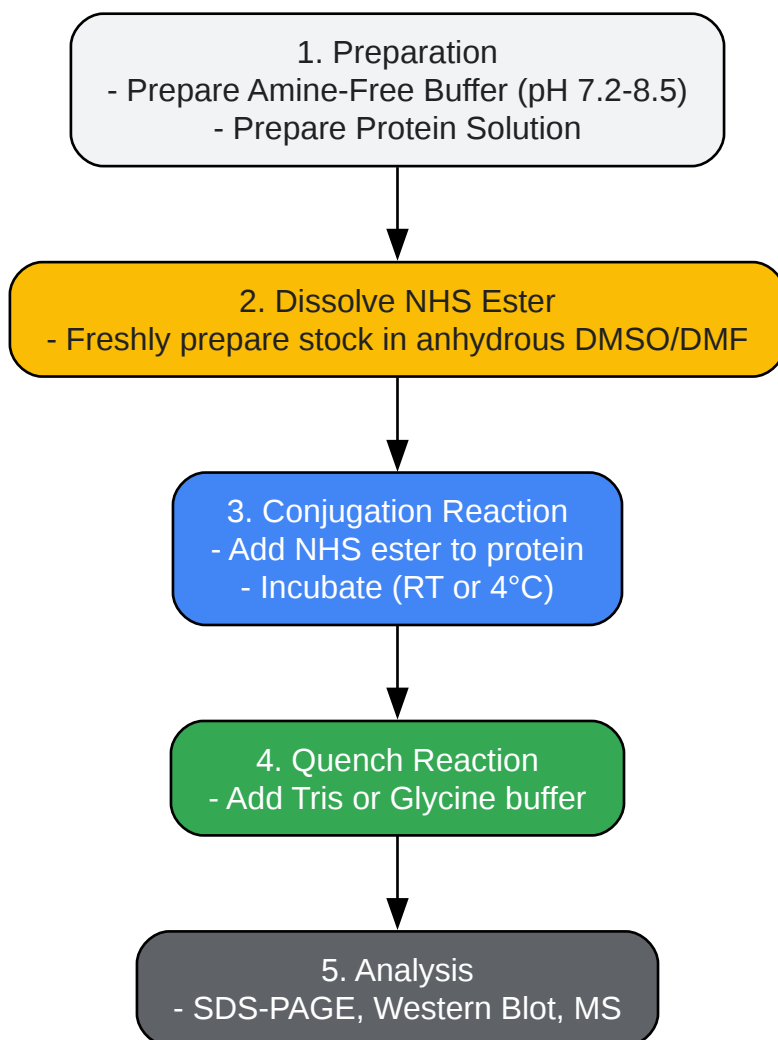 1. Preparation
- Prepare Amine-Free Buffer (pH 7.2-8.5)
- Prepare Protein Solution
2. Dissolve NHS Ester
- Freshly prepare stock in anhydrous DMSO/DMF
3. Conjugation Reaction
- Add NHS ester to protein
- Incubate (RT or 4°C)
4. Quench Reaction
- Add Tris or Glycine buffer
5. Analysis
- SDS-PAGE, Western Blot, MS